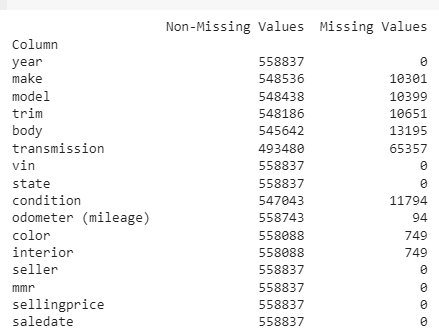 Non-Missing Values  Missing Values
Column
year  558837  0
make  548536  10301
model  548438  10399
trim  548186  10651
body  545642  13195
transmission  493480  65357
vin  558837  0
state  558837  0
condition  547043  11794
odometer (mileage)  558743  94
color  558088  749
interior  558088  749
seller  558837  0
mmr  558837  0
sellingprice  558837  0
saledate  558837  0